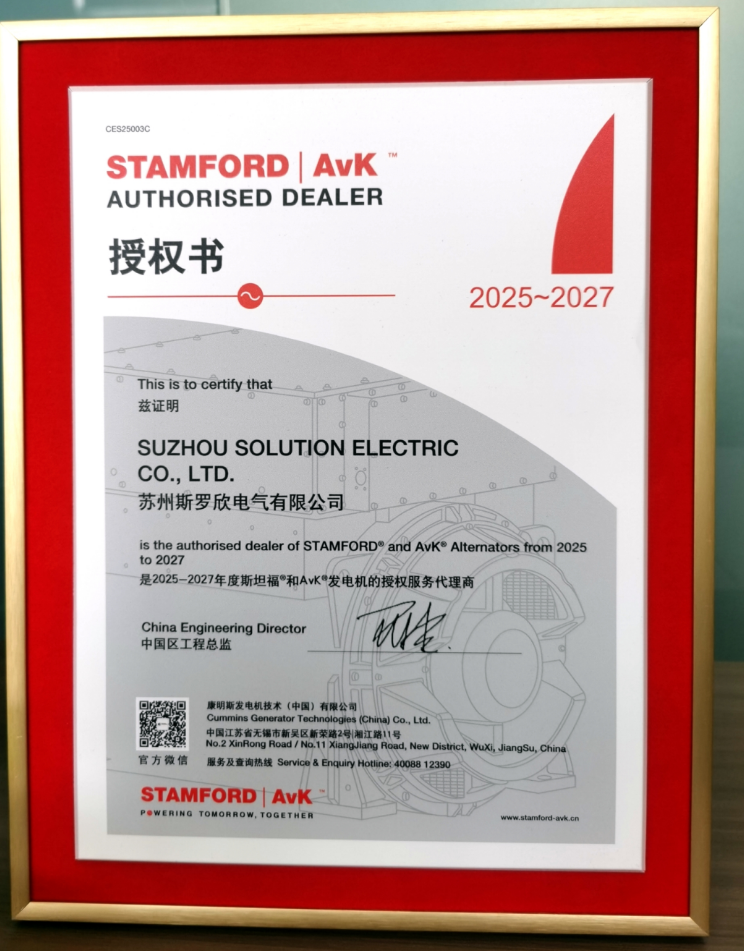 CES25003C
STAMFORD | AvK ™
AUTHORISED DEALER
授权书
2025~2027
This is to certify that
兹证明
SUZHOU SOLUTION ELECTRIC
CO., LTD.
苏州斯罗欣电气有限公司
is the authorised dealer of STAMFORD® and AvK® Alternators from 2025
to 2027
是2025–2027年度斯坦福®和AvK®发电机的授权服务代理商
China Engineering Director
中国区工程总监
康明斯发电机技术（中国）有限公司
Cummins Generator Technologies (China) Co., Ltd.
中国江苏省无锡市新吴区新荣路2号/湘江路11号
No.2 XinRong Road / No.11 XiangJiang Road, New District, WuXi, JiangSu, China
官方微信
服务及查询热线 Service & Enquiry Hotline: 40088 12390
STAMFORD | AvK ™
POWERING TOMORROW, TOGETHER
www.stamford-avk.cn